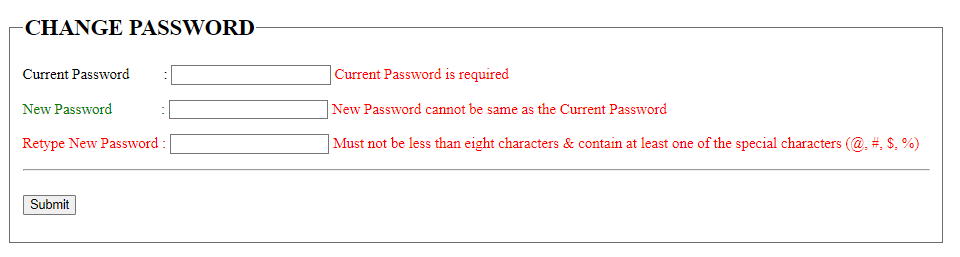 CHANGE PASSWORD
Current Password : Current Password is required
New Password : New Password cannot be same as the Current Password
Retype New Password : Must not be less than eight characters & contain at least one of the special characters (@, #, $, %)
Submit